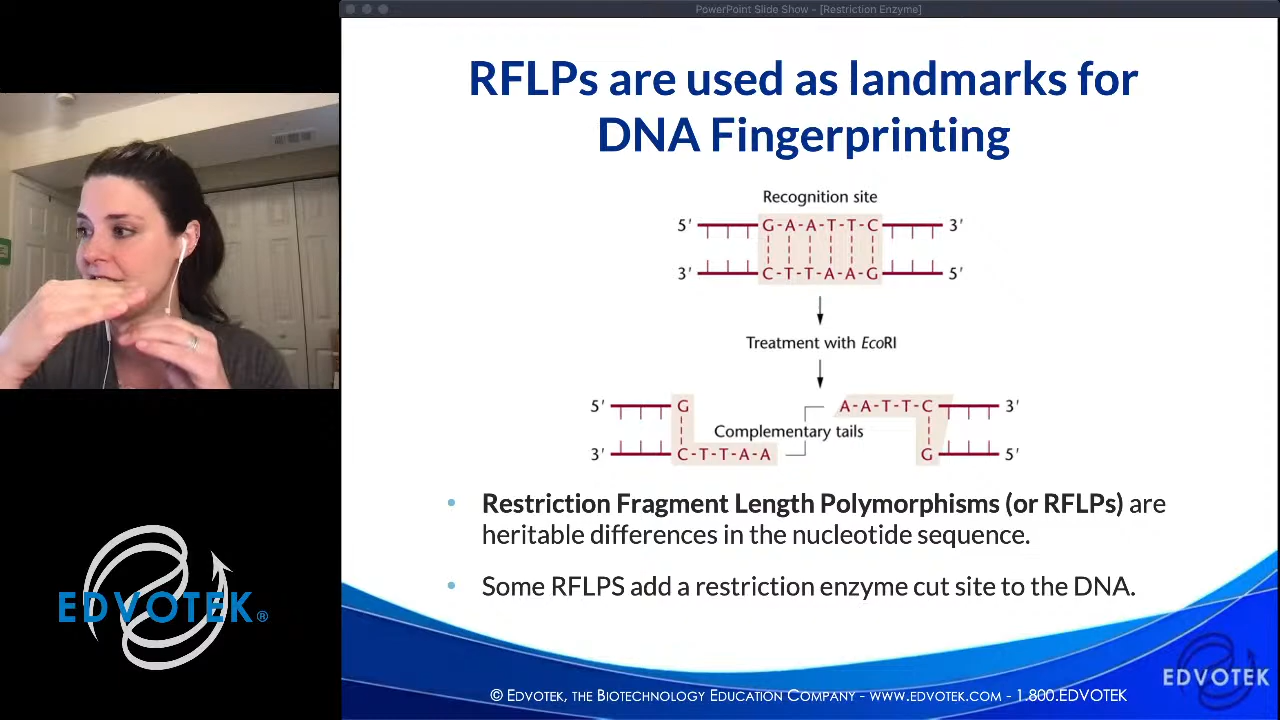 PowerPoint Slide Show - [Restriction Enzyme]
RFLPs are used as landmarks for
DNA Fingerprinting
Recognition site
5′ G-A-A-T-T-C 3′
3′ C-T-T-A-A-G 5′
Treatment with EcoRI
5′ G A-A-T-T-C 3′
Complementary tails
3′ C-T-T-A-A G 5′
• Restriction Fragment Length Polymorphisms (or RFLPs) are
heritable differences in the nucleotide sequence.
• Some RFLPS add a restriction enzyme cut site to the DNA.
EDVOTEK®
EDVOTEK
© EDVOTEK, THE BIOTECHNOLOGY EDUCATION COMPANY - WWW.EDVOTEK.COM - 1.800.EDVOTEK